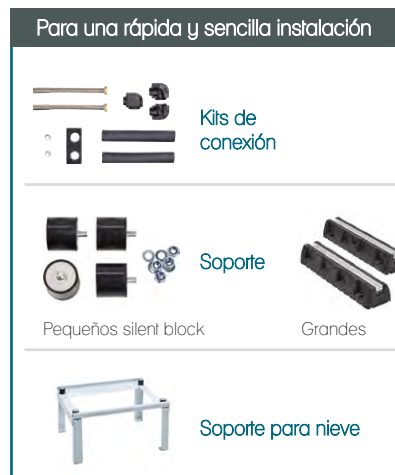 Para una rápida y sencilla instalación
Kits de
conexión
Soporte
Pequeños silent block
Grandes
Soporte para nieve